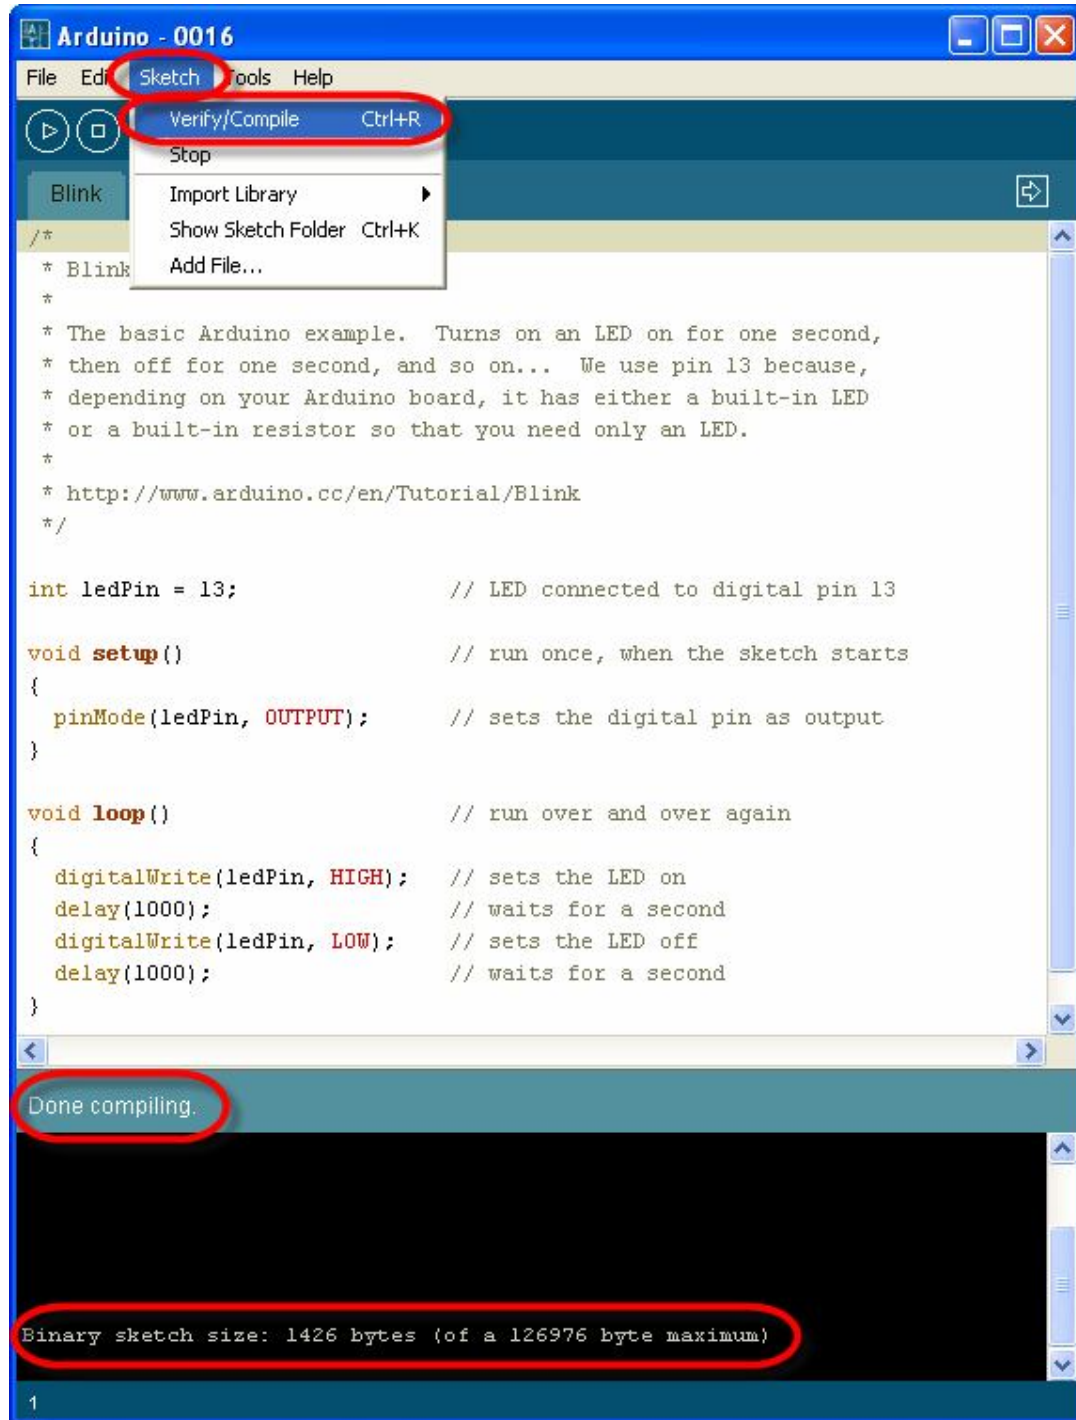 Arduino - 0016
File Edi Sketch Tools Help
Verify/Compile Ctrl+R
Stop
Import Library
Show Sketch Folder Ctrl+K
Add File...
Blink
/*
* Blink
*
* The basic Arduino example.  Turns on an LED on for one second,
* then off for one second, and so on...  We use pin 13 because,
* depending on your Arduino board, it has either a built-in LED
* or a built-in resistor so that you need only an LED.
*
* http://www.arduino.cc/en/Tutorial/Blink
*/
int ledPin = 13;                // LED connected to digital pin 13
void setup()                    // run once, when the sketch starts
{
  pinMode(ledPin, OUTPUT);      // sets the digital pin as output
}
void loop()                     // run over and over again
{
  digitalWrite(ledPin, HIGH);   // sets the LED on
  delay(1000);                  // waits for a second
  digitalWrite(ledPin, LOW);    // sets the LED off
  delay(1000);                  // waits for a second
}
Done compiling.
Binary sketch size: 1426 bytes (of a 126976 byte maximum)
1